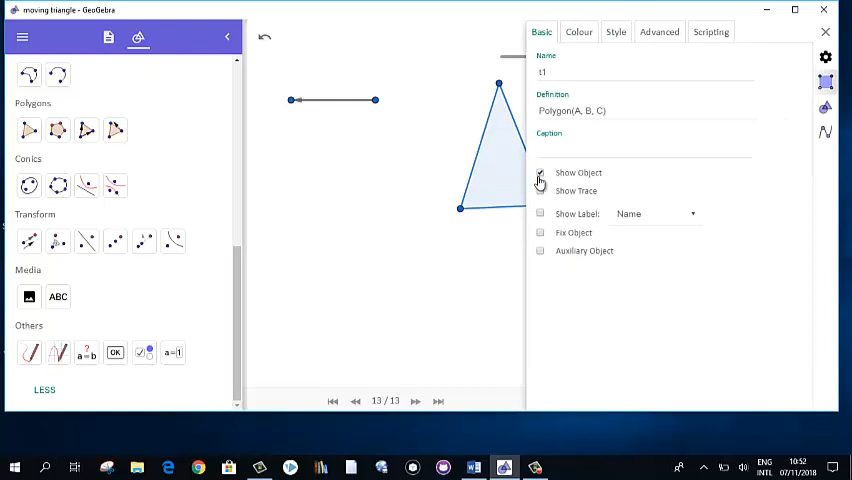 moving triangle - GeoGebra
Basic Colour Style Advanced Scripting
Name
t1
Definition
Polygon(A, B, C)
Caption
Show Object
Show Trace
Show Label: Name
Fix Object
Auxiliary Object
Polygons
Conics
Transform
Media
ABC
Others
? a=b OK a=1
LESS
13 / 13
ENG 10:52
INTL 07/11/2018